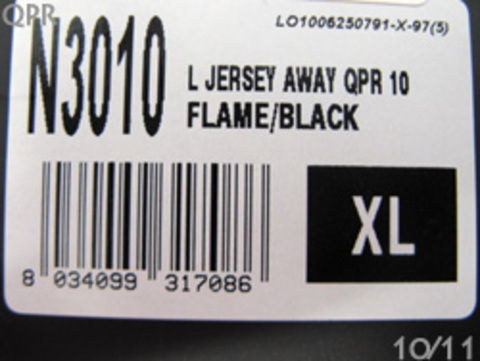 QPR
LO1006250791-X-97(5)
N3010
L JERSEY AWAY QPR 10
FLAME/BLACK
XL
8 034099 317086
10/11